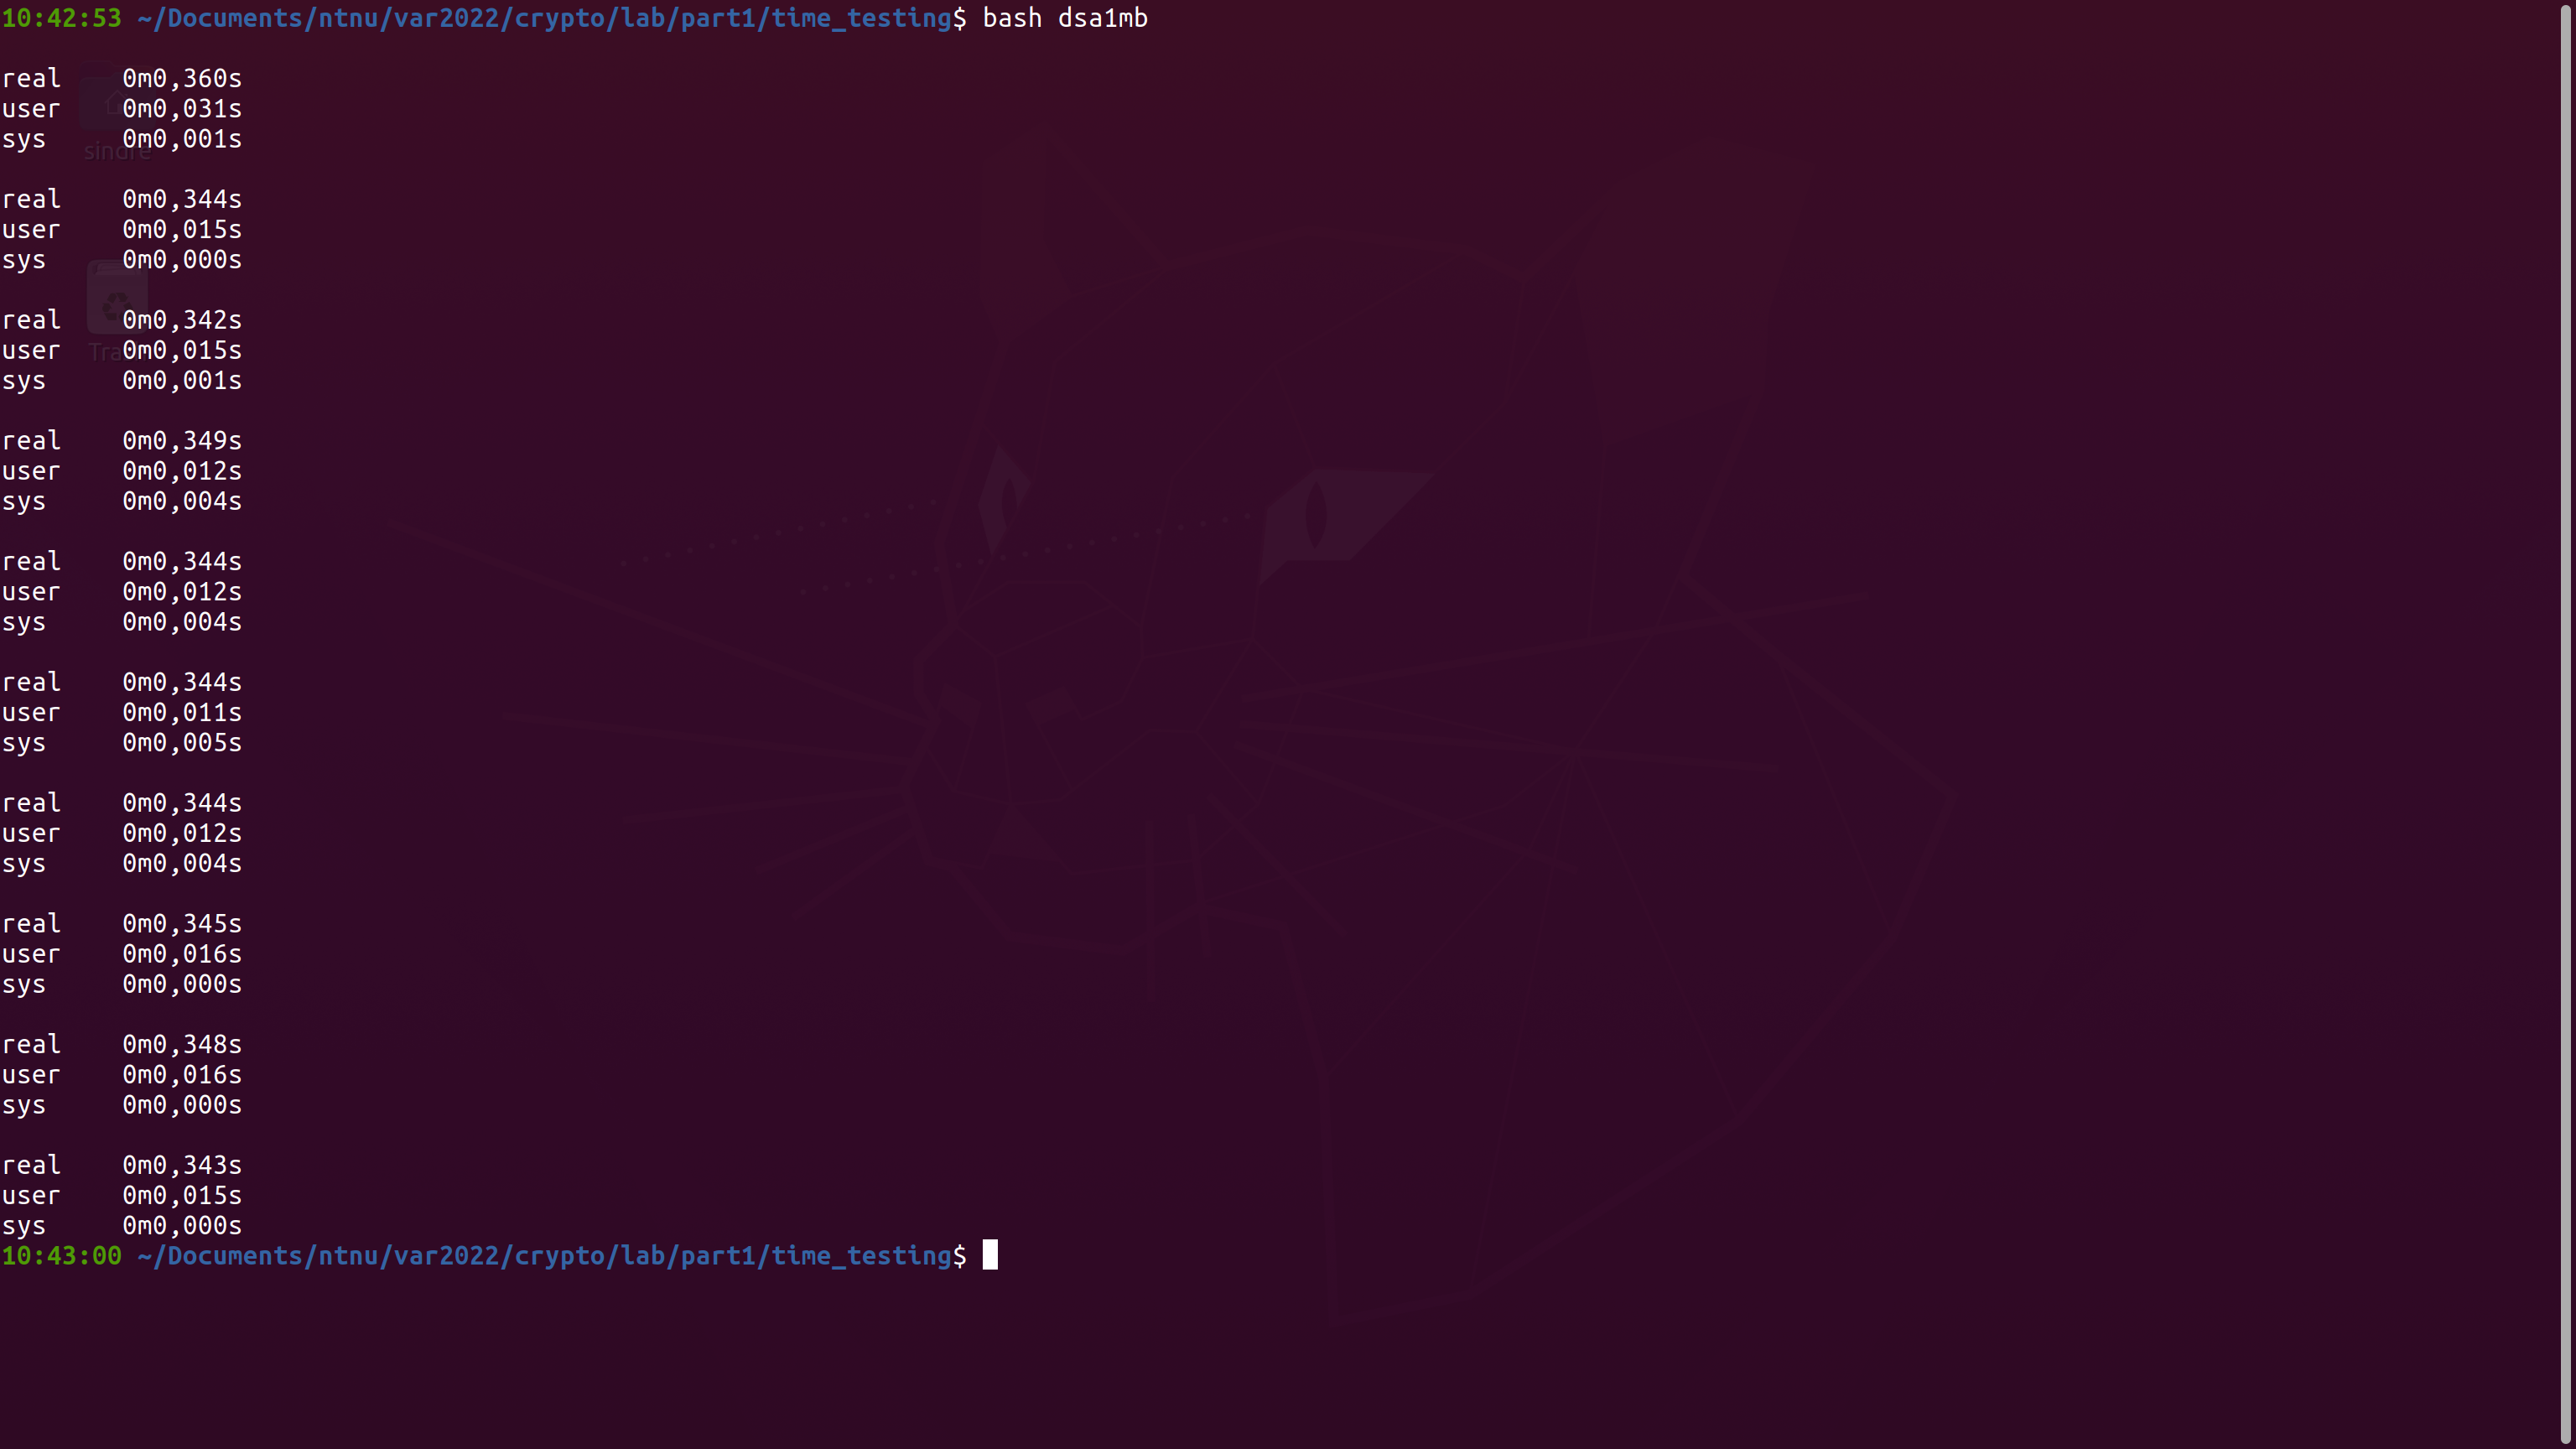 10:42:53 ~/Documents/ntnu/var2022/crypto/lab/part1/time_testing$ bash dsa1mb
real 0m0,360s
user 0m0,031s
sys 0m0,001s
sindre
real 0m0,344s
user 0m0,015s
sys 0m0,000s
real 0m0,342s
user 0m0,015s
sys 0m0,001s
real 0m0,349s
user 0m0,012s
sys 0m0,004s
real 0m0,344s
user 0m0,012s
sys 0m0,004s
real 0m0,344s
user 0m0,011s
sys 0m0,005s
real 0m0,344s
user 0m0,012s
sys 0m0,004s
real 0m0,345s
user 0m0,016s
sys 0m0,000s
real 0m0,348s
user 0m0,016s
sys 0m0,000s
real 0m0,343s
user 0m0,015s
sys 0m0,000s
10:43:00 ~/Documents/ntnu/var2022/crypto/lab/part1/time_testing$